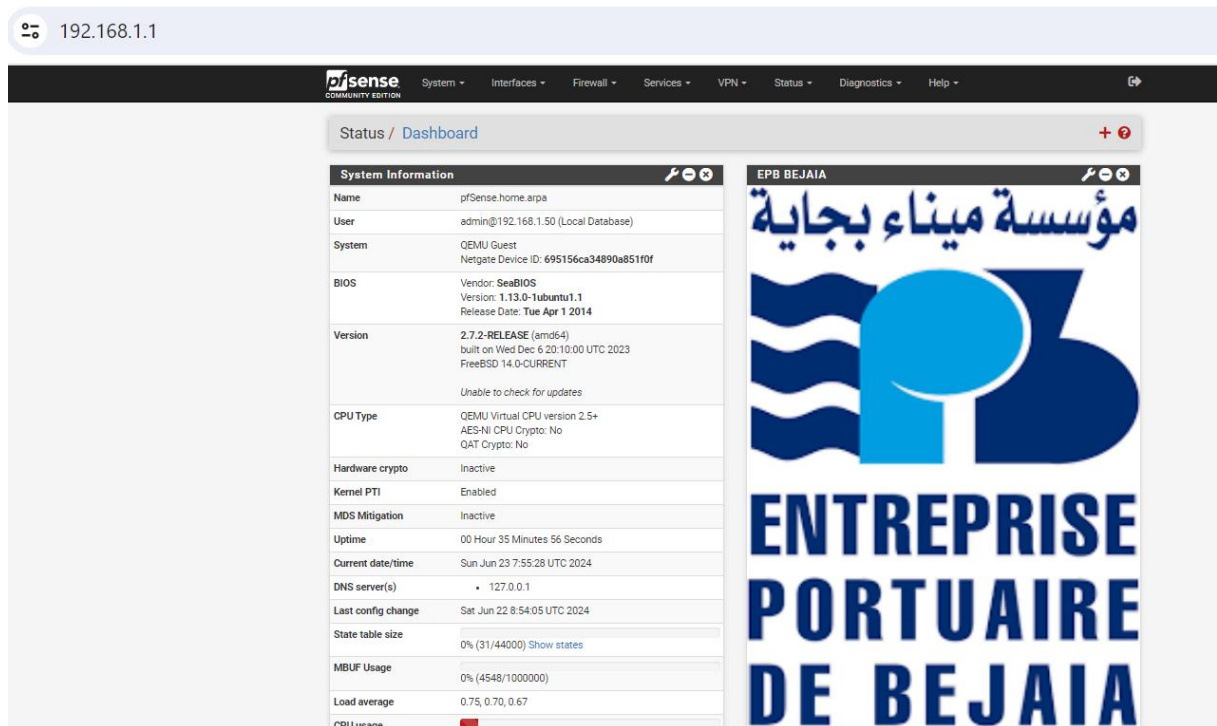 192.168.1.1
pfsense
COMMUNITY EDITION
System
Interfaces
Firewall
Services
VPN
Status
Diagnostics
Help
Status / Dashboard
System Information
Name pfSense.home.arpa
User admin@192.168.1.50 (Local Database)
System QEMU Guest
Netgate Device ID: 695156ca34890a851f0f
BIOS Vendor: SeaBIOS
Version: 1.13.0-1ubuntu1.1
Release Date: Tue Apr 1 2014
Version 2.7.2-RELEASE (amd64)
built on Wed Dec 6 20:10:00 UTC 2023
FreeBSD 14.0-CURRENT
Unable to check for updates
CPU Type QEMU Virtual CPU version 2.5+
AES-NI CPU Crypto: No
QAT Crypto: No
Hardware crypto Inactive
Kernel PTI Enabled
MDS Mitigation Inactive
Uptime 00 Hour 35 Minutes 56 Seconds
Current date/time Sun Jun 23 7:55:28 UTC 2024
DNS server(s) • 127.0.0.1
Last config change Sat Jun 22 8:54:05 UTC 2024
State table size
0% (31/44000) Show states
MBUF Usage
0% (4548/1000000)
Load average 0.75, 0.70, 0.67
CPU usage
EPB BEJAIA
مؤسسة ميناء بجاية
ENTREPRISE
PORTUAIRE
DE BEJAIA